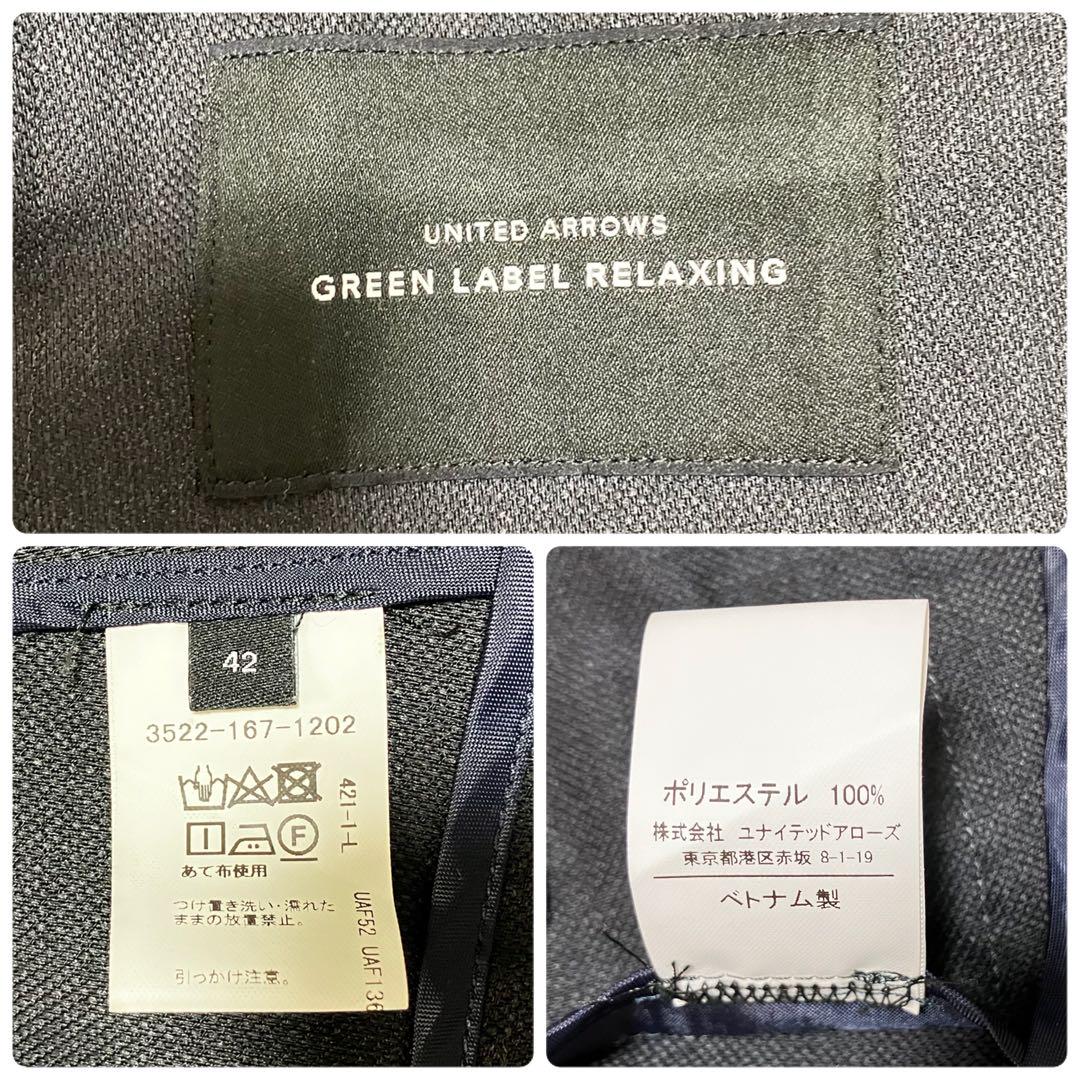 UNITED ARROWS
GREEN LABEL RELAXING
42
3522-167-1202
F
あて布使用
つけ置き洗い・濡れた
ままの放置禁止。
引っかけ注意。
421-I-L
UAF52 UAF136
ポリエステル 100%
株式会社 ユナイテッドアローズ
東京都港区赤坂 8-1-19
ベトナム製